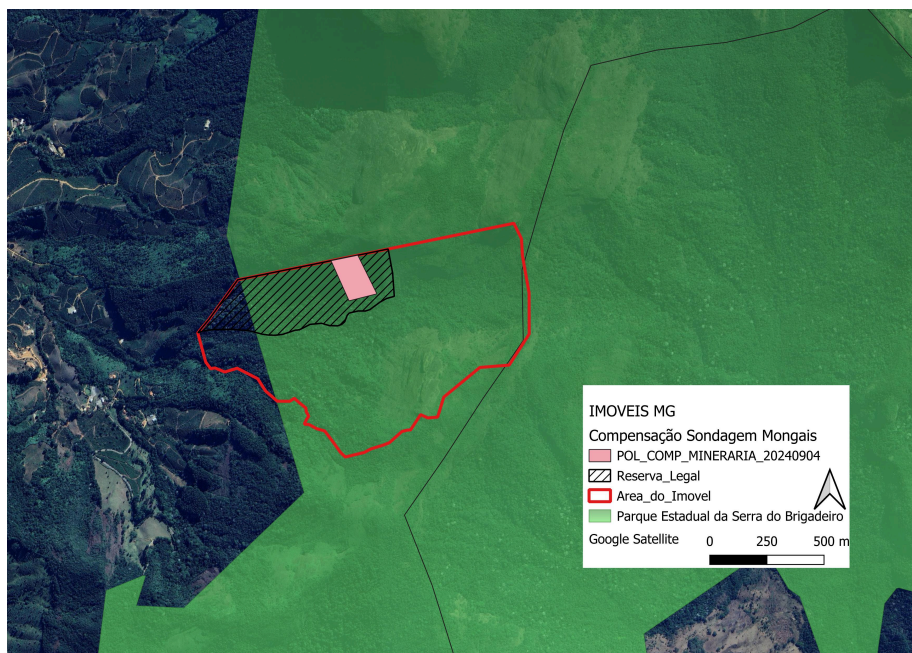 IMOVEIS MG
Compensação Sondagem Mongais
POL_COMP_MINERARIA_20240904
Reserva_Legal
Area_do_Imovel
Parque Estadual da Serra do Brigadeiro
Google Satellite
0 250 500 m